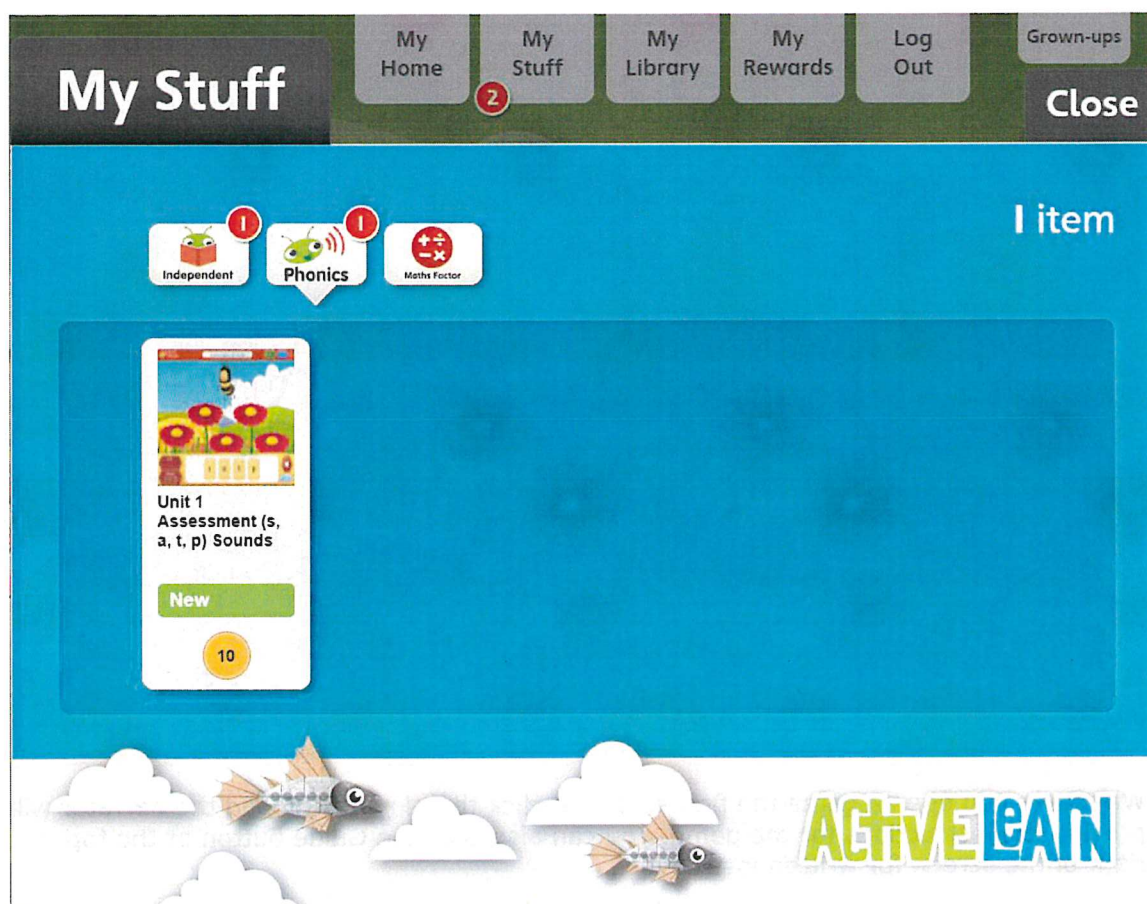 My Stuff
My Home
My Stuff
2
My Library
My Rewards
Log Out
Grown-ups
Close
1 item
Independent
1
Phonics
1
Maths Factor
Unit 1
Assessment (s,
a, t, p) Sounds
New
10
ACTiVE LeARN